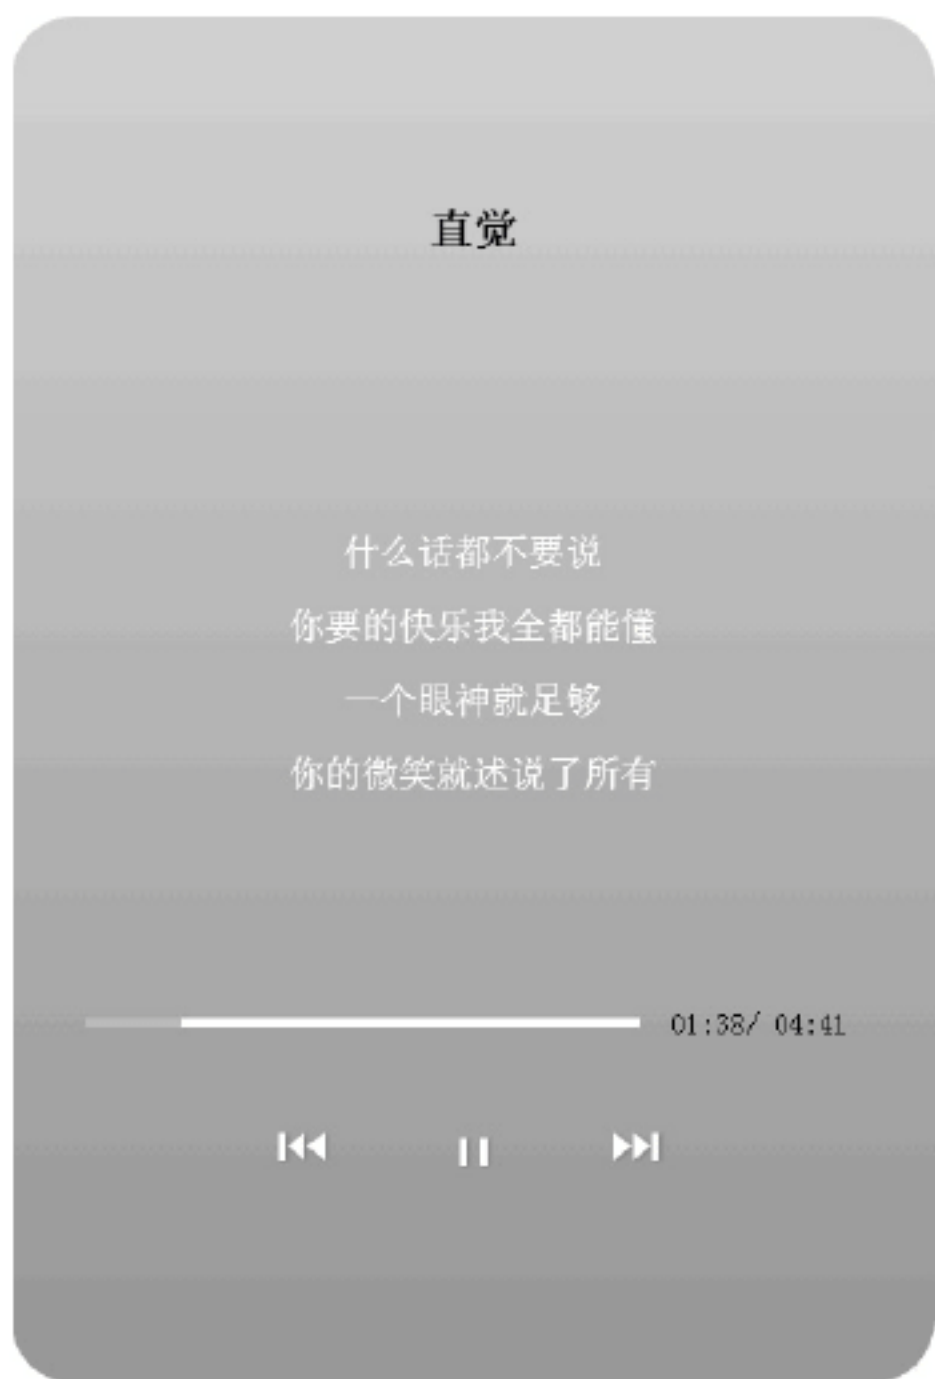 直觉
什么话都不要说
你要的快乐我全都能懂
一个眼神就足够
你的微笑就述说了所有
01:38/ 04:41